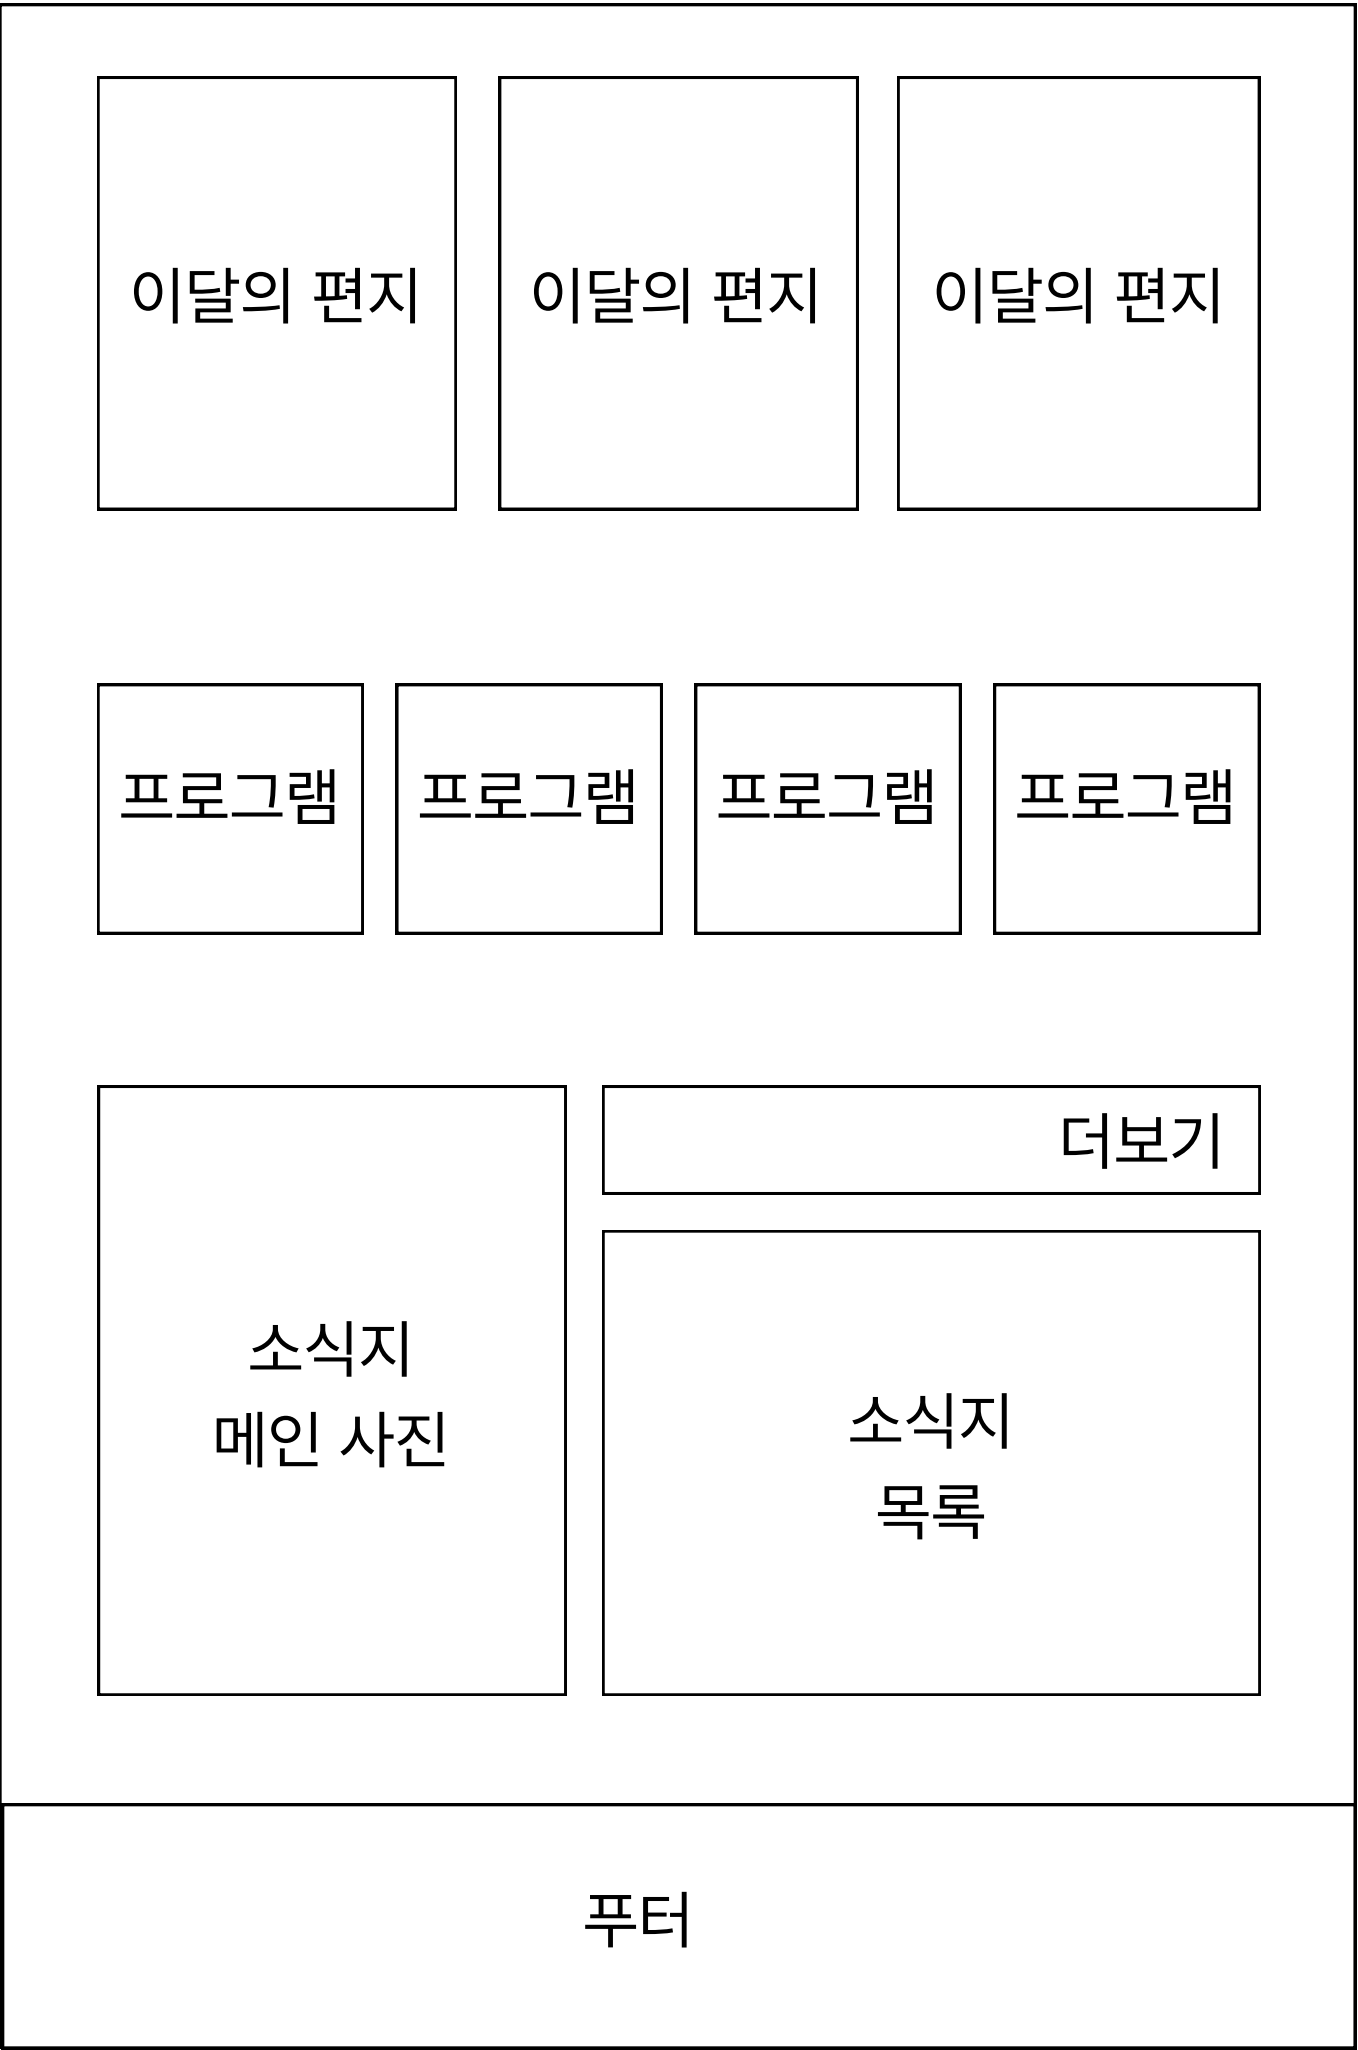 이달의 편지
이달의 편지
이달의 편지
프로그램
프로그램
프로그램
프로그램
더보기
소식지
메인 사진
소식지
목록
푸터